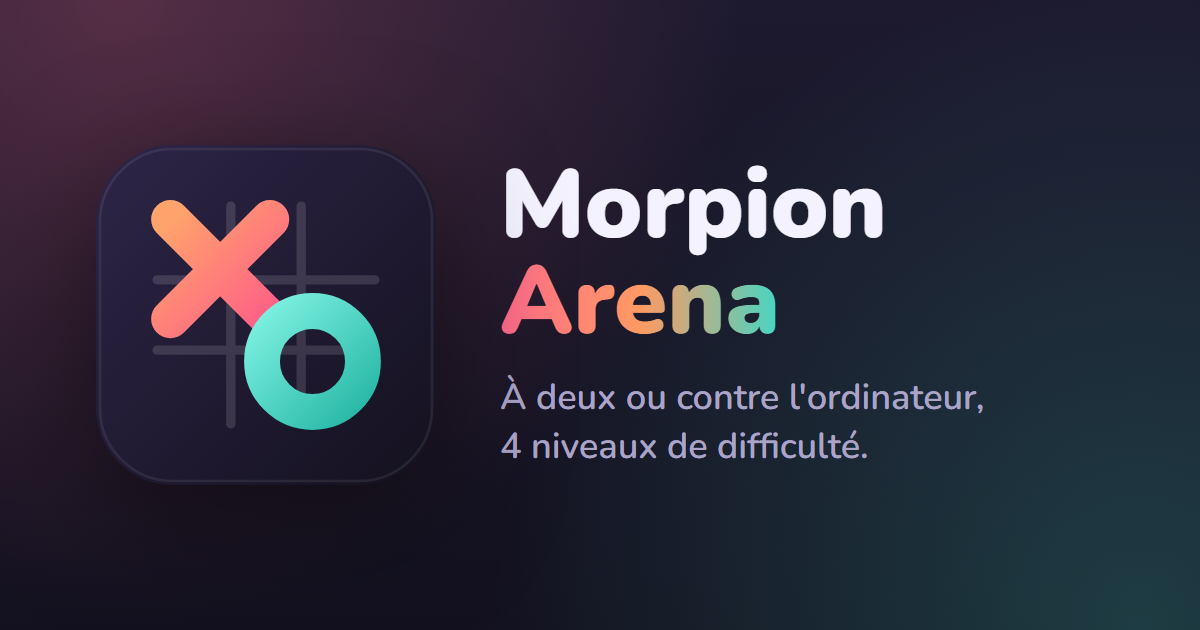 Morpion
Arena
À deux ou contre l'ordinateur,
4 niveaux de difficulté.